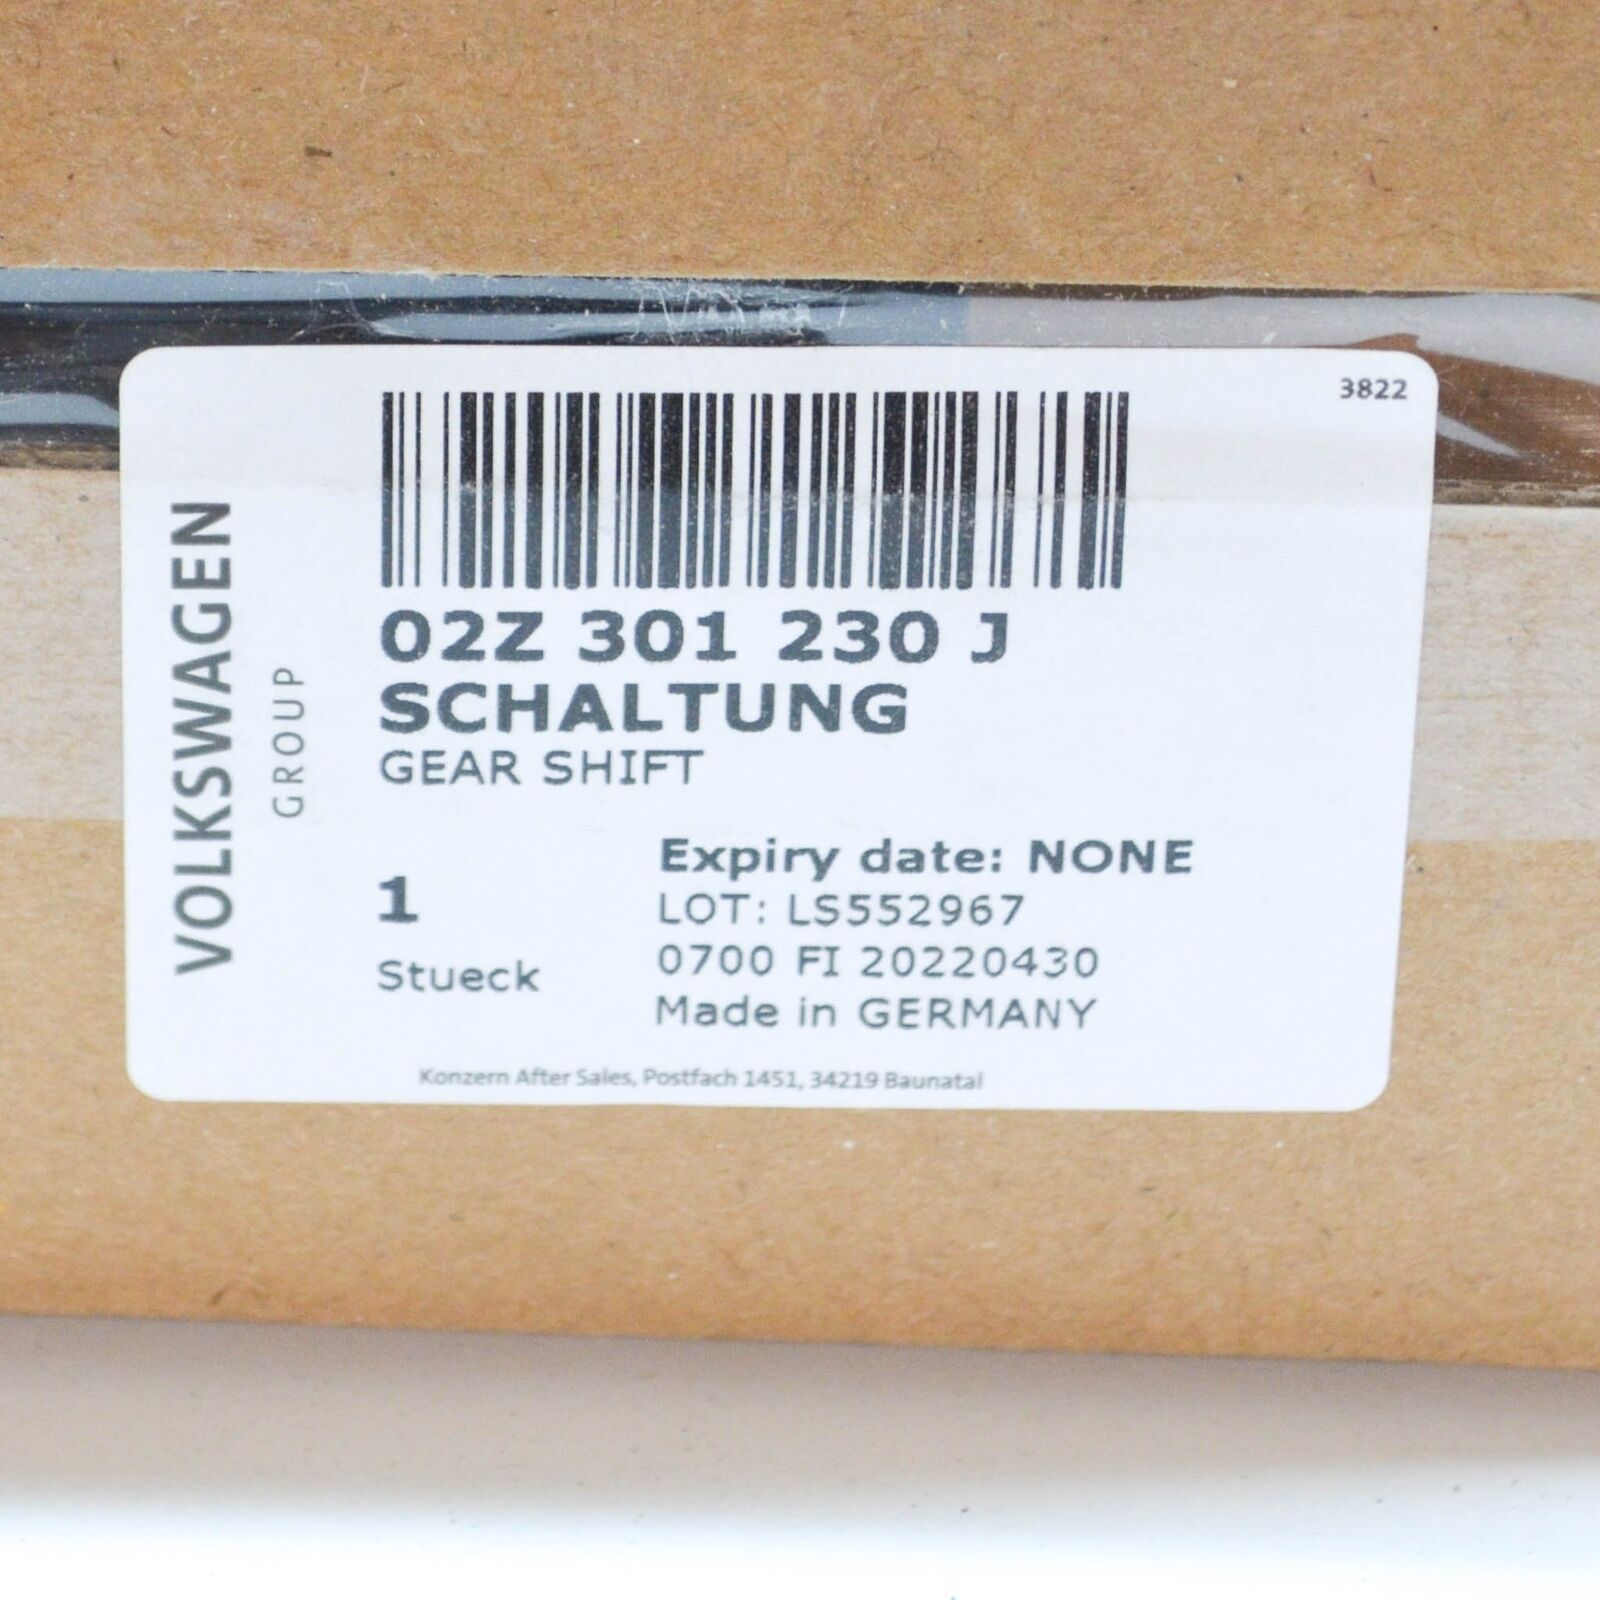 3822
VOLKSWAGEN
GROUP
02Z 301 230 J
SCHALTUNG
GEAR SHIFT
1
Stueck
Expiry date: NONE
LOT: LS552967
0700 FI 20220430
Made in GERMANY
Konzern After Sales, Postfach 1451, 34219 Baunatal